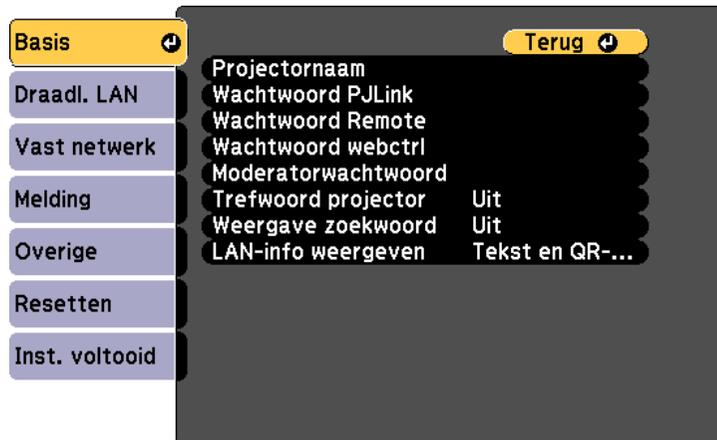 Basis
Draadl. LAN
Vast netwerk
Melding
Overige
Resetten
Inst. voltooid
Terug
Projectornaam
Wachtwoord PJLink
Wachtwoord Remote
Wachtwoord webctrl
Moderatorwachtwoord
Trefwoord projector Uit
Weergave zoekwoord Uit
LAN-info weergeven Tekst en QR-...